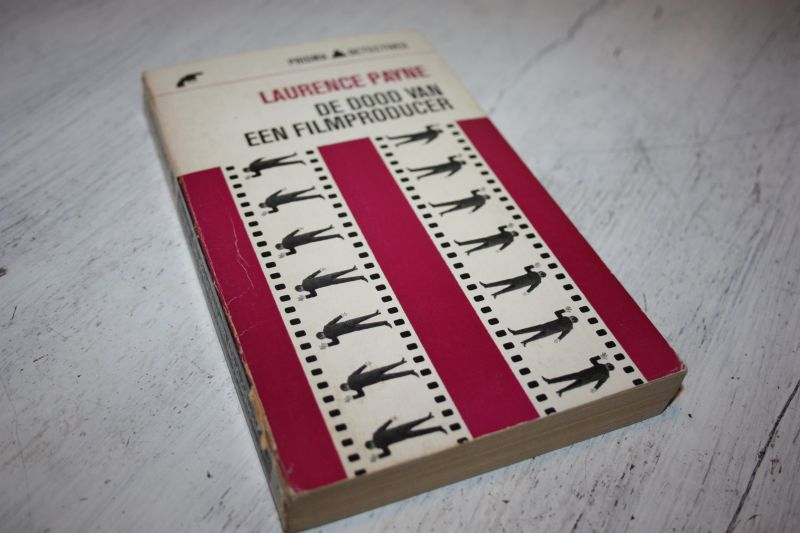 PRISMA DETECTIVES
LAURENCE PAYNE
DE DOOD VAN
EEN FILMPRODUCER